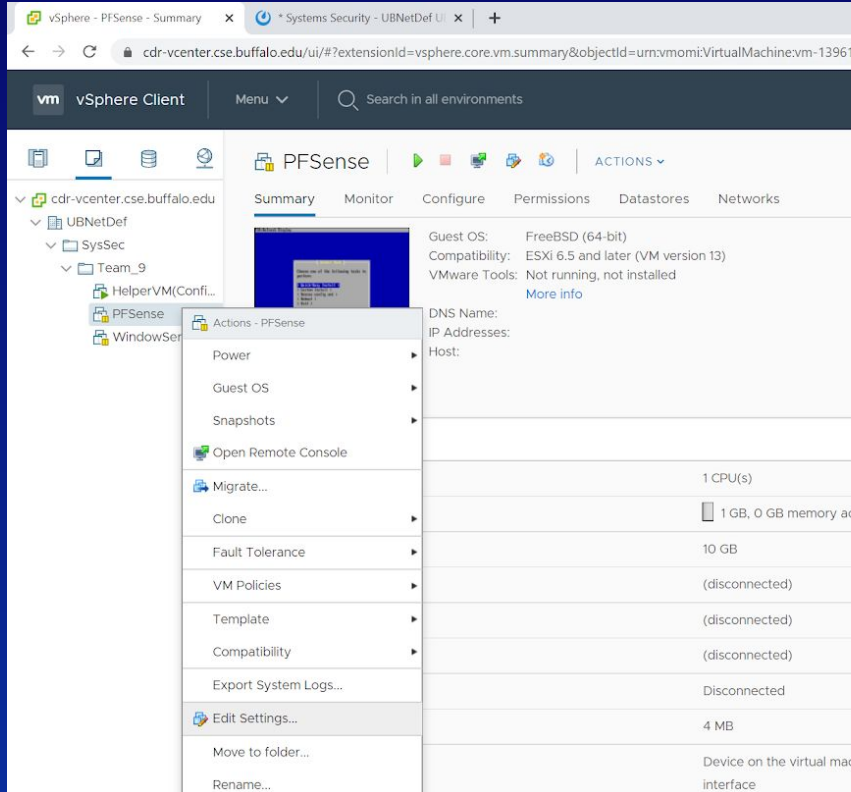 vSphere - PFSense - Summary
* Systems Security - UBNetDef U
cdr-vcenter.cse.buffalo.edu/ui/#?extensionId=vsphere.core.vm.summary&objectId=urn:vmomi:VirtualMachine:vm-13961
vm vSphere Client Menu Search in all environments
PFSense ACTIONS
Summary Monitor Configure Permissions Datastores Networks
cdr-vcenter.cse.buffalo.edu
UBNetDef
SysSec
Team_9
HelperVM(Confi...
PFSense
WindowSer
Guest OS: FreeBSD (64-bit)
Compatibility: ESXi 6.5 and later (VM version 13)
VMware Tools: Not running, not installed
More info
DNS Name:
IP Addresses:
Host:
Actions - PFSense
Power
Guest OS
Snapshots
Open Remote Console
Migrate...
Clone
Fault Tolerance
VM Policies
Template
Compatibility
Export System Logs...
Edit Settings...
Move to folder...
Rename...
1 CPU(s)
1 GB, 0 GB memory ac
10 GB
(disconnected)
(disconnected)
(disconnected)
Disconnected
4 MB
Device on the virtual mac
interface